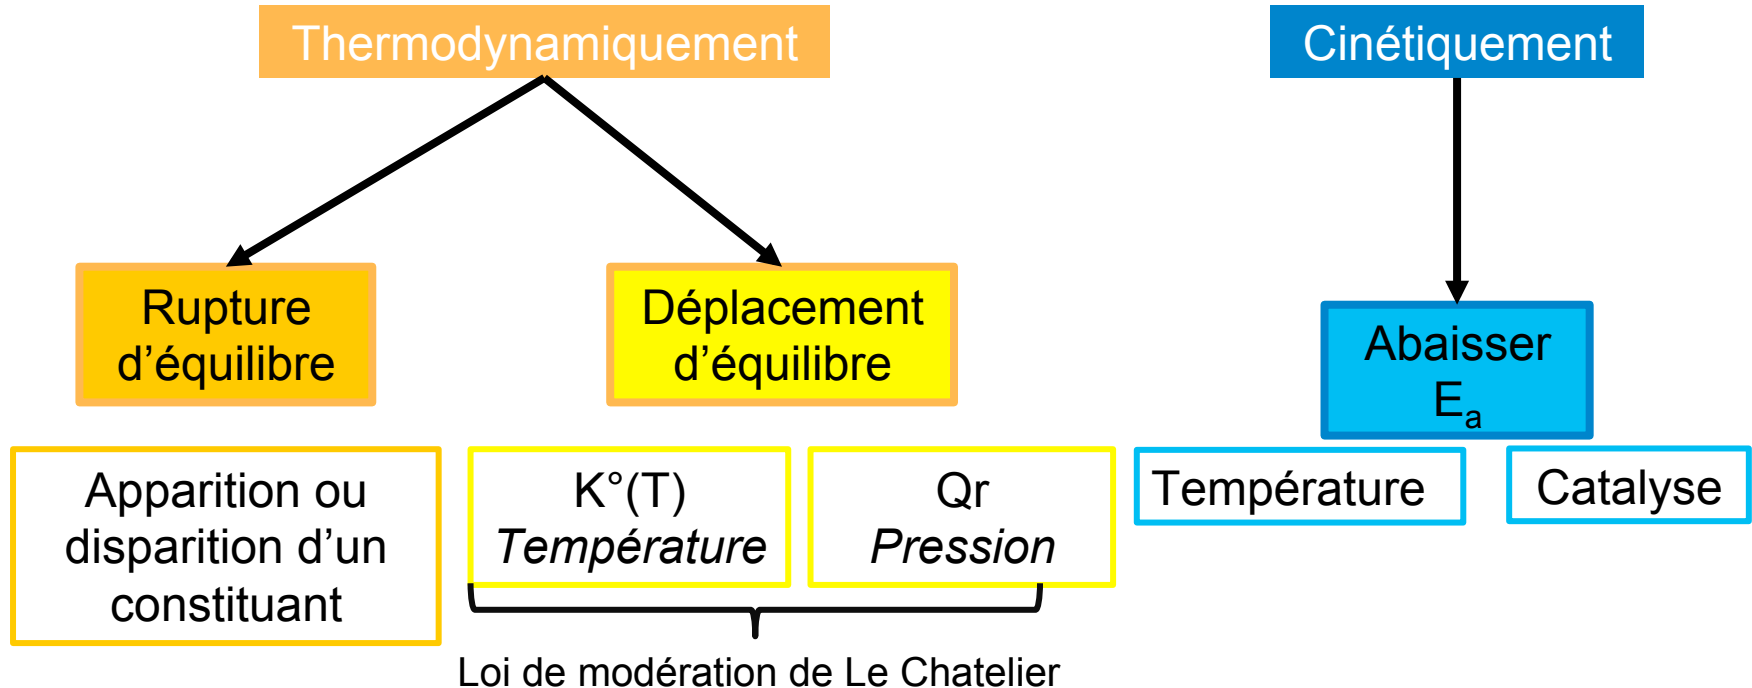 Thermodynamiquement
Cinétiquement
Rupture
d’équilibre
Déplacement
d’équilibre
Abaisser
Eₐ
Apparition ou
disparition d’un
constituant
K°(T)
Température
Qr
Pression
Température
Catalyse
Loi de modération de Le Chatelier